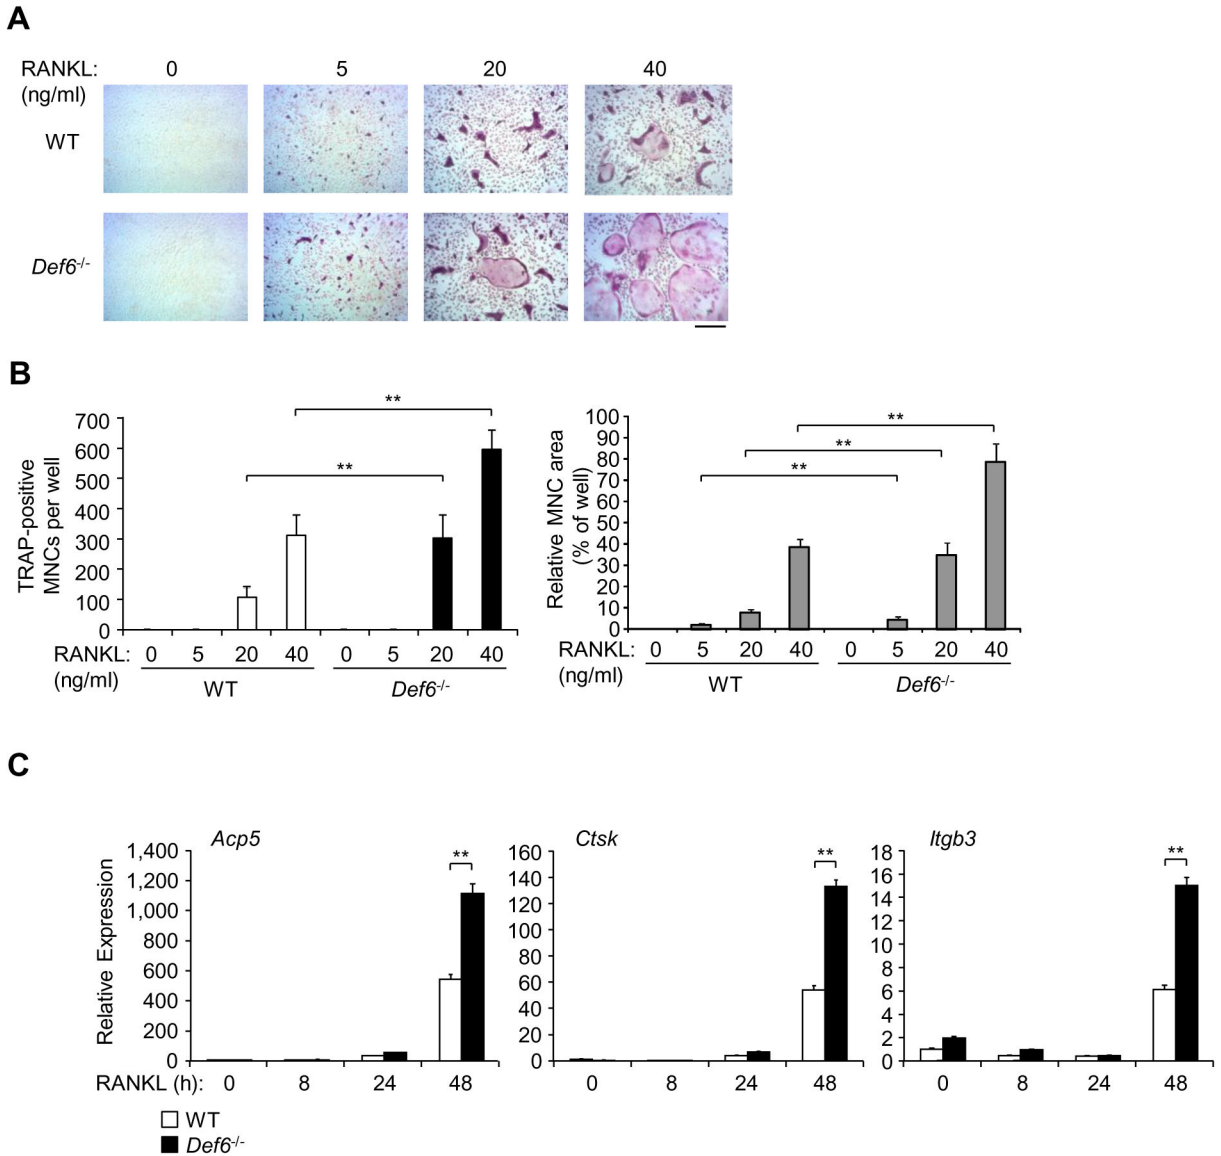 A
RANKL: 0 5 20 40
(ng/ml)
WT
Def6-/-
B
TRAP-positive
MNCs per well
700
600
500
400
300
200
100
0
** **
RANKL: 0 5 20 40 0 5 20 40
(ng/ml)
WT Def6-/-
Relative MNC area
(% of well)
100
90
80
70
60
50
40
30
20
10
0
** ** **
RANKL: 0 5 20 40 0 5 20 40
(ng/ml)
WT Def6-/-
C
Relative Expression
Acp5
1,400
1,200
1,000
800
600
400
200
0
**
RANKL (h): 0 8 24 48
Ctsk
160
140
120
100
80
60
40
20
0
**
0 8 24 48
Itgb3
18
16
14
12
10
8
6
4
2
0
**
0 8 24 48
WT
Def6-/-